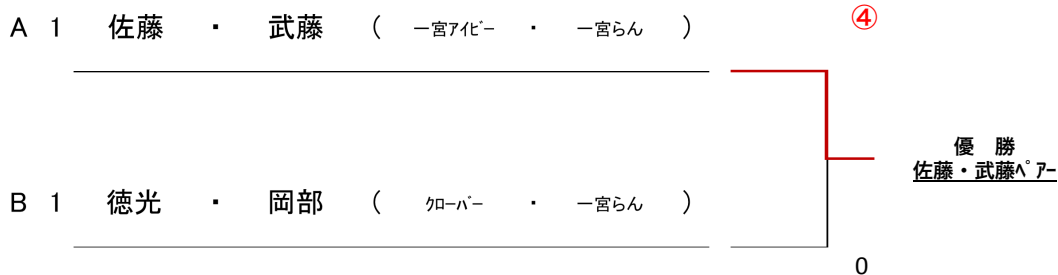 A 1 佐藤 ・ 武藤 ( 一宮ｱｲﾋﾞｰ ・ 一宮らん ) ④
優 勝
佐藤・武藤ﾍﾟｱｰ
B 1 徳光 ・ 岡部 ( ｸﾛｰﾊﾞｰ ・ 一宮らん )
0